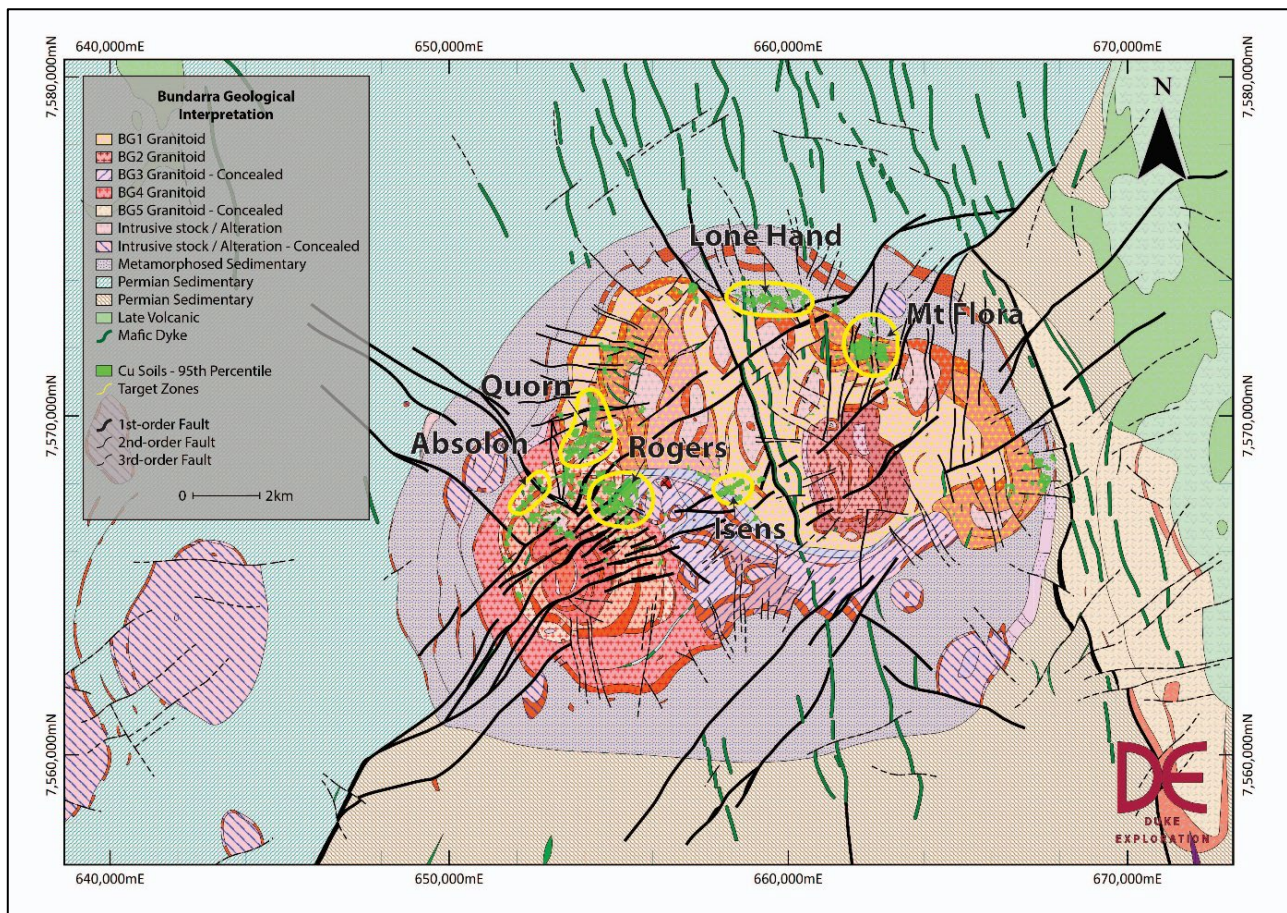 640,000mE
650,000mE
660,000mE
670,000mE
7,580,000mN
7,580,000mN
Bundarra Geological
Interpretation
BG1 Granitoid
BG2 Granitoid
BG3 Granitoid - Concealed
BG4 Granitoid
BG5 Granitoid - Concealed
Intrusive stock / Alteration
Intrusive stock / Alteration - Concealed
Metamorphosed Sedimentary
Permian Sedimentary
Permian Sedimentary
Late Volcanic
Mafic Dyke
Cu Soils - 95th Percentile
Target Zones
1st-order Fault
2nd-order Fault
3rd-order Fault
0 2km
N
Lone Hand
Mt Flora
Quorn
7,570,000mN
7,570,000mN
Absolon
Rogers
Isens
7,560,000mN
7,560,000mN
DE
DUKE
EXPLORATION
640,000mE
650,000mE
660,000mE
670,000mE